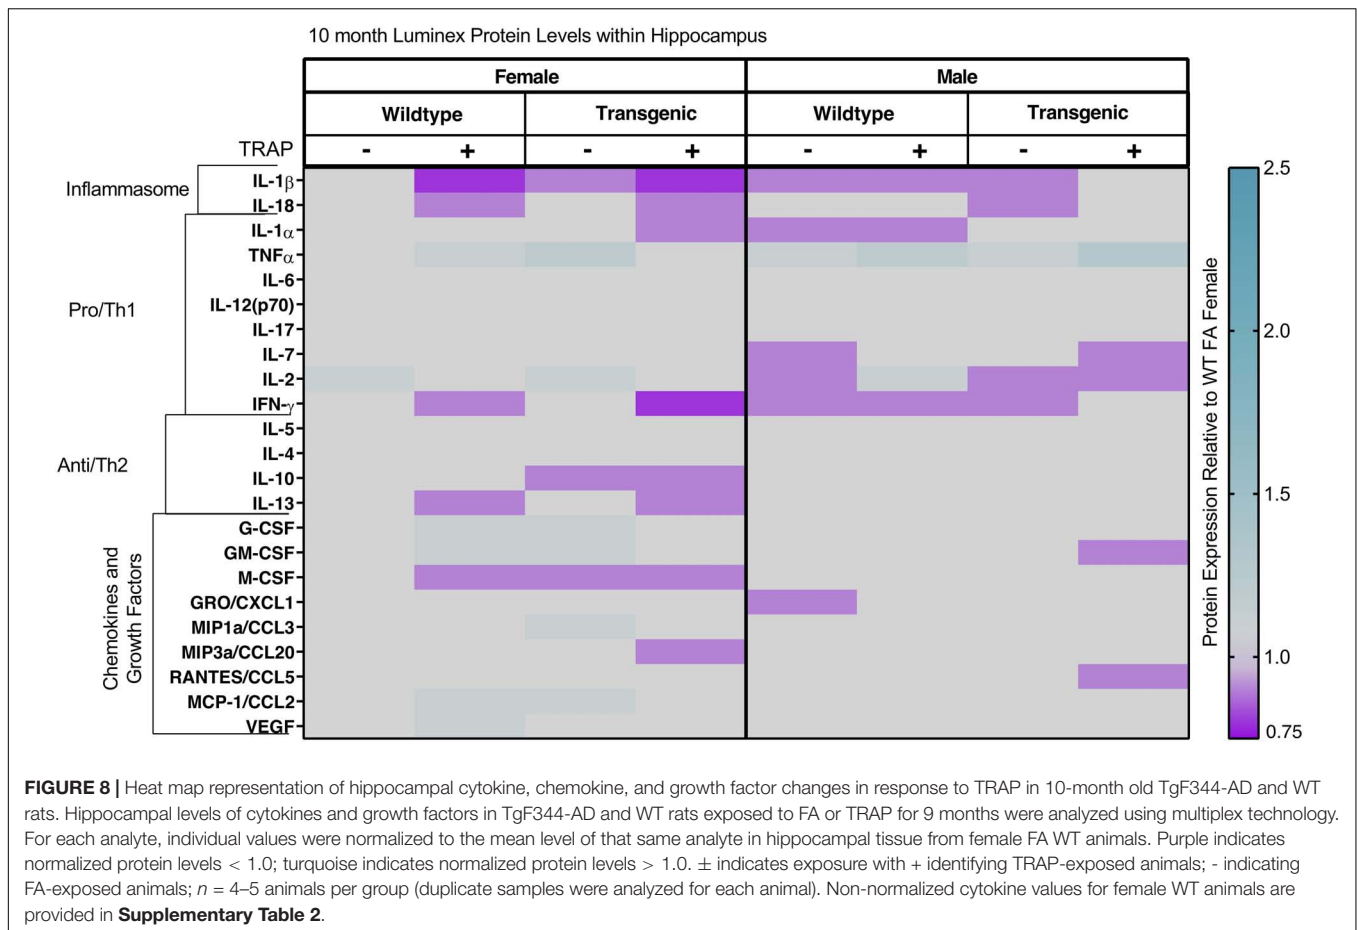 10 month Luminex Protein Levels within Hippocampus
Female Male
Wildtype Transgenic Wildtype Transgenic
TRAP - + - + - + - +
Inflammasome
IL-1β
IL-18
Pro/Th1
IL-1α
TNFα
IL-6
IL-12(p70)
IL-17
IL-7
IL-2
IFN-γ
Anti/Th2
IL-5
IL-4
IL-10
IL-13
Chemokines and
Growth Factors
G-CSF
GM-CSF
M-CSF
GRO/CXCL1
MIP1a/CCL3
MIP3a/CCL20
RANTES/CCL5
MCP-1/CCL2
VEGF
Protein Expression Relative to WT FA Female
2.5
2.0
1.5
1.0
0.75
FIGURE 8 | Heat map representation of hippocampal cytokine, chemokine, and growth factor changes in response to TRAP in 10-month old TgF344-AD and WT
rats. Hippocampal levels of cytokines and growth factors in TgF344-AD and WT rats exposed to FA or TRAP for 9 months were analyzed using multiplex technology.
For each analyte, individual values were normalized to the mean level of that same analyte in hippocampal tissue from female FA WT animals. Purple indicates
normalized protein levels < 1.0; turquoise indicates normalized protein levels > 1.0. ± indicates exposure with + identifying TRAP-exposed animals; - indicating
FA-exposed animals; n = 4–5 animals per group (duplicate samples were analyzed for each animal). Non-normalized cytokine values for female WT animals are
provided in Supplementary Table 2.